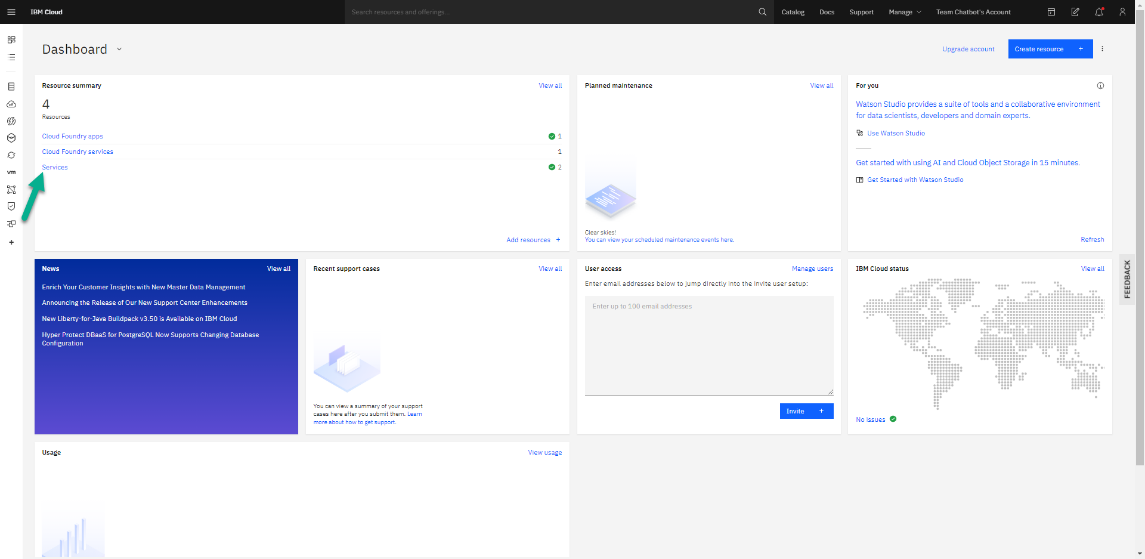 IBM Cloud
Search resources and offerings
Catalog
Docs
Support
Manage
Team Chatbot's Account
Dashboard
Upgrade account
Create resource +
Resource summary
View all
4
Resources
Cloud Foundry apps
1
Cloud Foundry services
1
Services
2
Add resources +
Planned maintenance
View all
Clear skies!
You can view your scheduled maintenance events here.
For you
Watson Studio provides a suite of tools and a collaborative environment
for data scientists, developers and domain experts.
Use Watson Studio
Get started with using AI and Cloud Object Storage in 15 minutes.
Get Started with Watson Studio
Refresh
FEEDBACK
vm
News
View all
Enrich Your Customer Insights with New Master Data Management
Announcing the Release of Our New Support Center Enhancements
New Liberty-for-Java Buildpack v3.50 is Available on IBM Cloud
Hyper Protect DBaaS for PostgreSQL Now Supports Changing Database
Configuration
Recent support cases
View all
You can view a summary of your support
cases here after you submit them. Learn
more about how to get support.
User access
Manage users
Enter email addresses below to jump directly into the invite user setup:
Enter up to 100 email addresses
Invite +
IBM Cloud status
View all
No issues
Usage
View usage